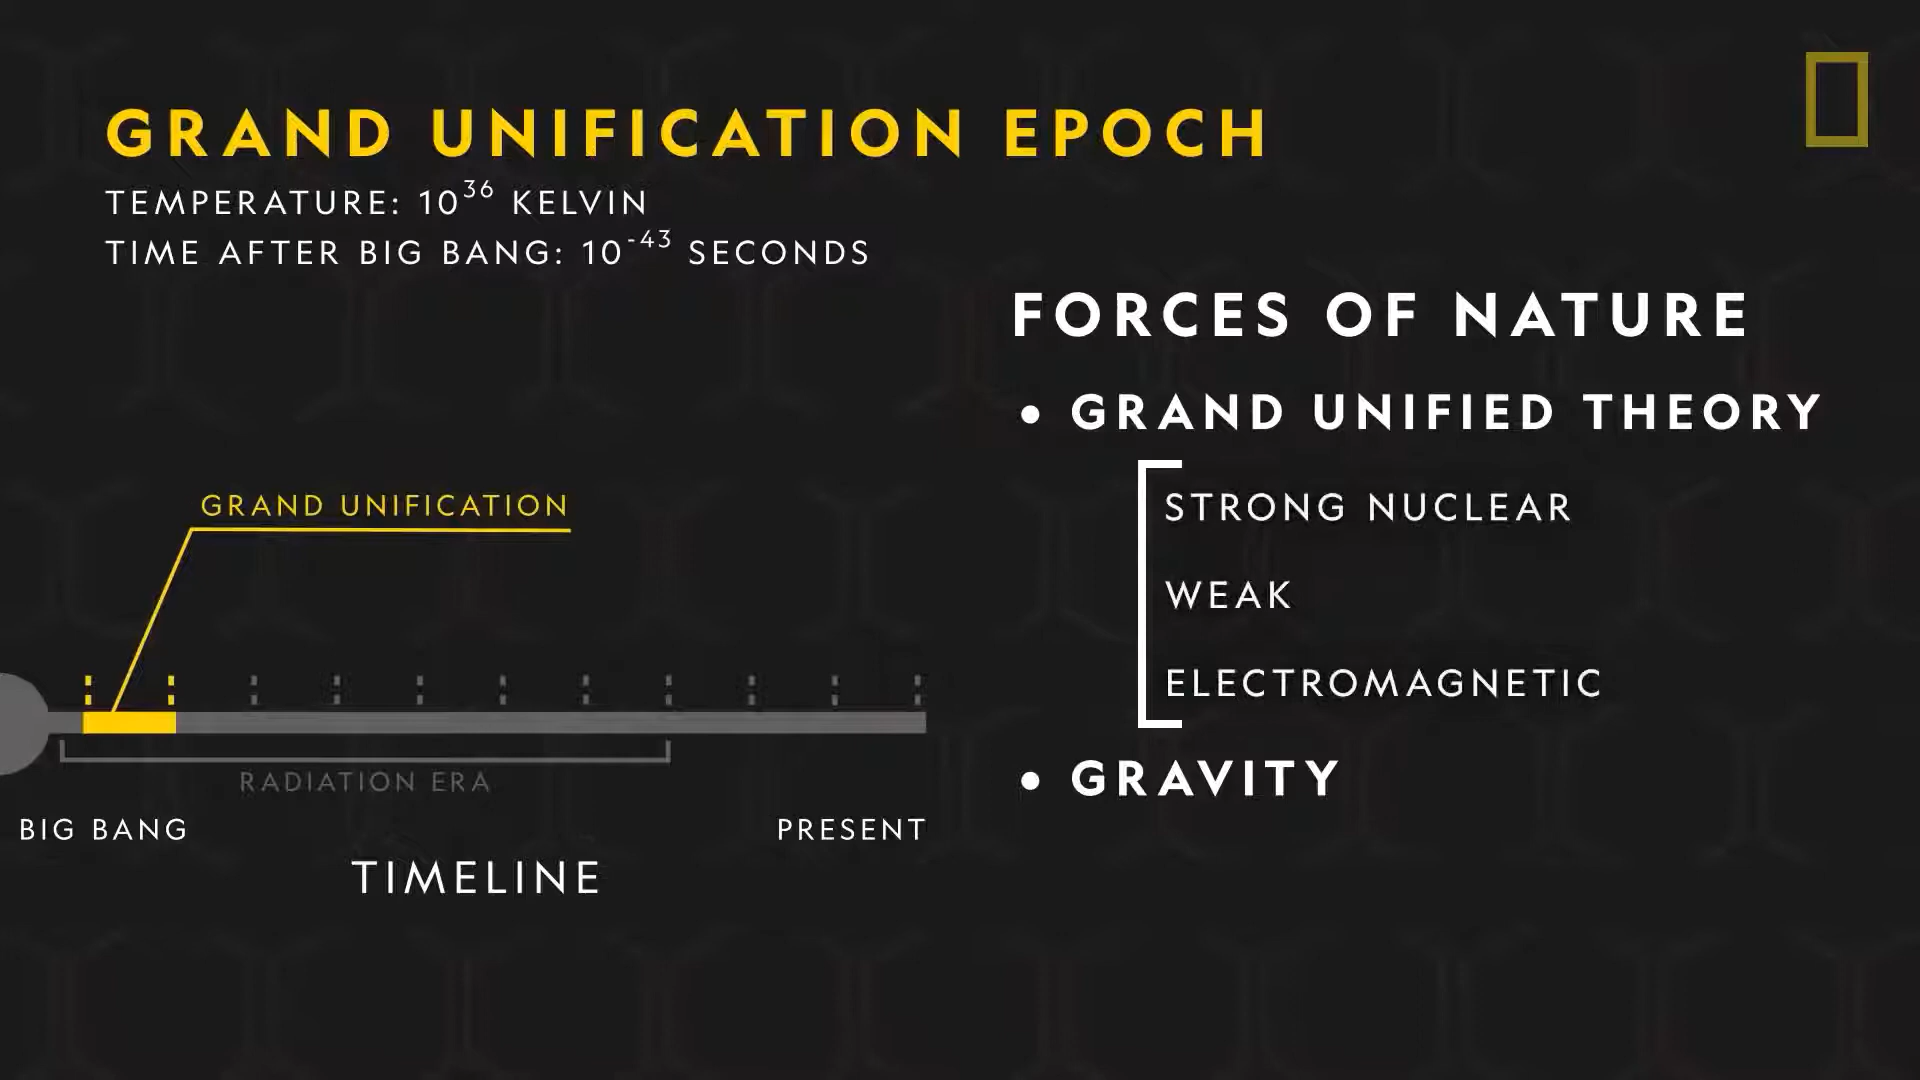 GRAND UNIFICATION EPOCH
TEMPERATURE: 10³⁶ KELVIN
TIME AFTER BIG BANG: 10⁻⁴³ SECONDS
FORCES OF NATURE
• GRAND UNIFIED THEORY
STRONG NUCLEAR
WEAK
ELECTROMAGNETIC
• GRAVITY
GRAND UNIFICATION
RADIATION ERA
BIG BANG
PRESENT
TIMELINE